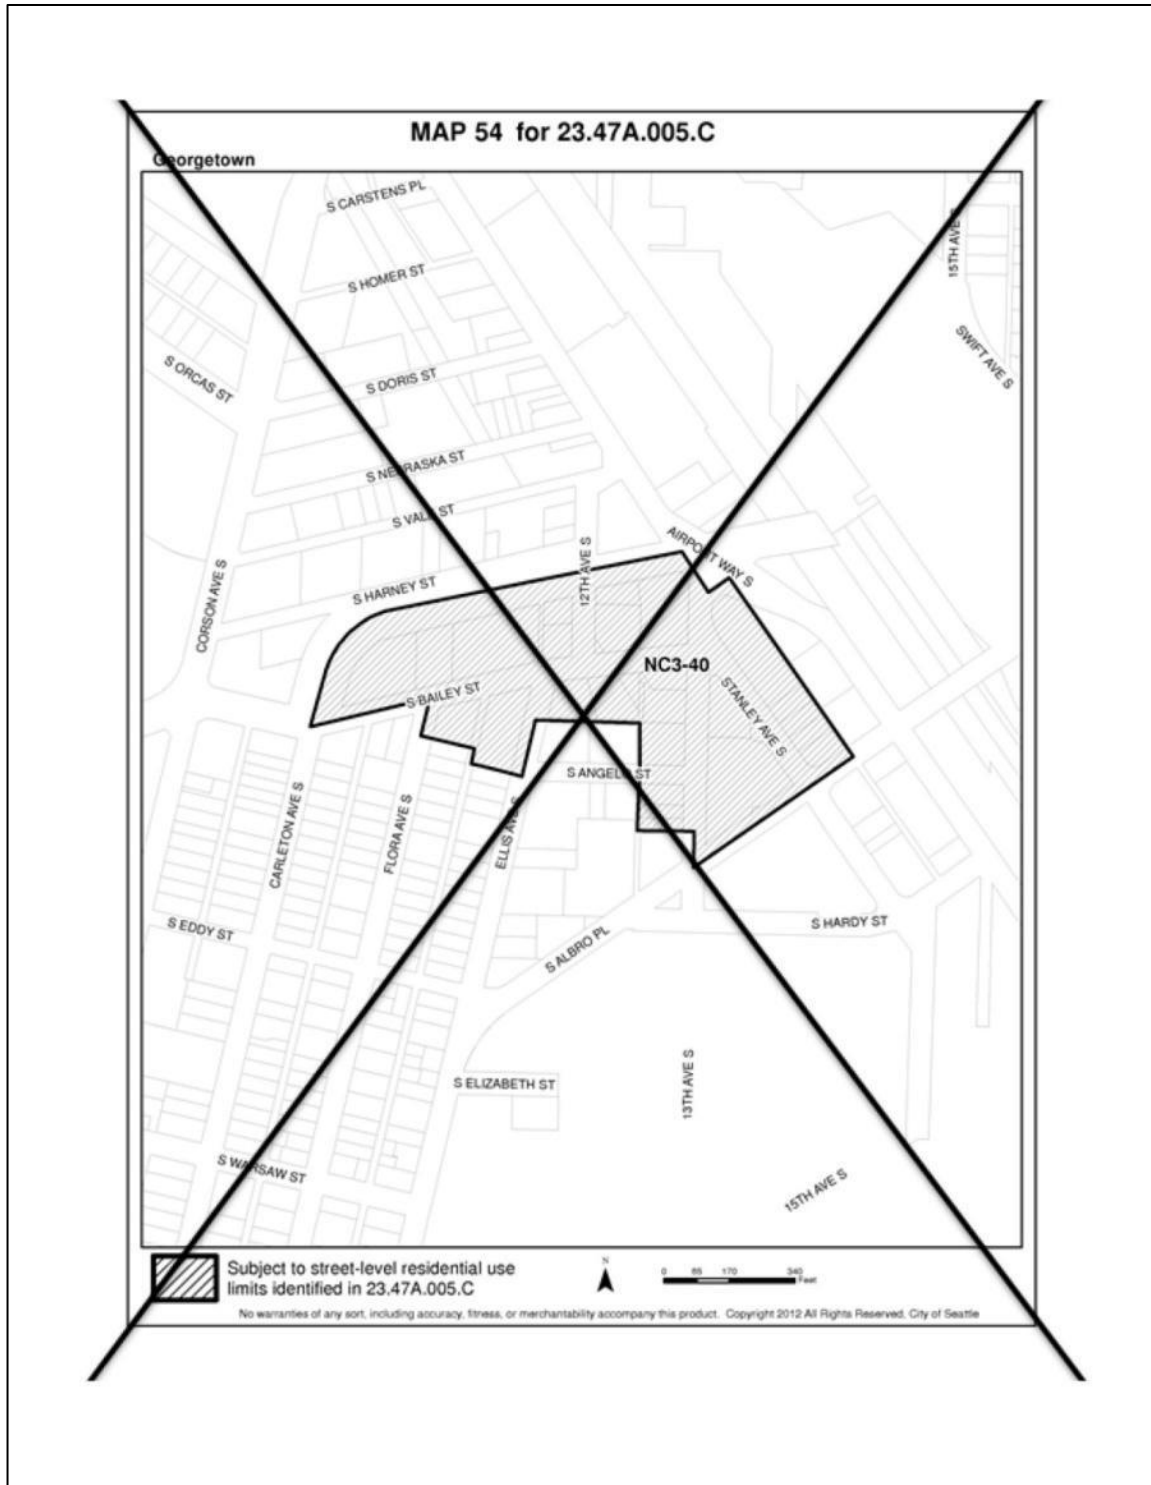 MAP 54 for 23.47A.005.C
Georgetown
S CARSTENS PL
15TH AVE S
S HOMER ST
SWIFT AVE S
S ORCAS ST
S DORIS ST
S NEBRASKA ST
S VALE ST
AIRPORT WAY S
12TH AVE S
S HARNEY ST
CORSON AVE S
NC3-40
S BAILEY ST
STANLEY AVE S
S ANGELO ST
CARLETON AVE S
FLORA AVE S
ELLIS AVE S
S EDDY ST
S HARDY ST
S ALBRO PL
S ELIZABETH ST
13TH AVE S
S WARSAW ST
15TH AVE S
Subject to street-level residential use
limits identified in 23.47A.005.C
N
0 85 170 340
Feet
No warranties of any sort, including accuracy, fitness, or merchantability accompany this product. Copyright 2012 All Rights Reserved, City of Seattle